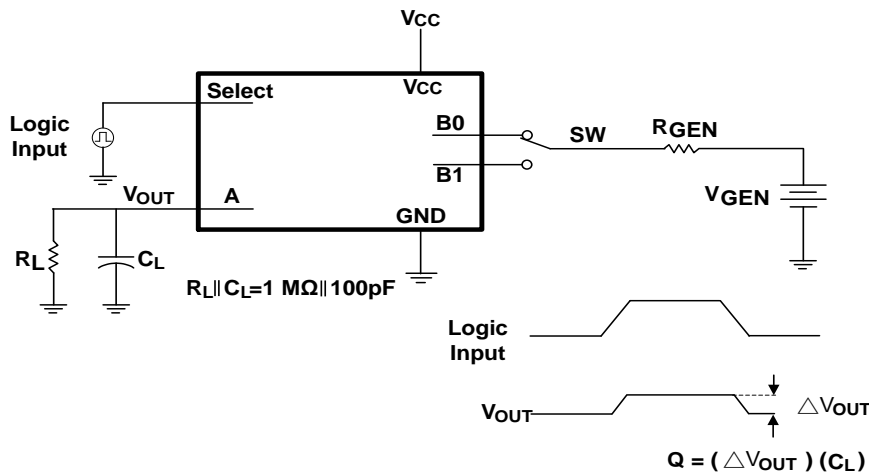 VCC
Select
VCC
Logic
Input
B0
SW
RGEN
B1
VOUT
A
VGEN
GND
RL
CL
RL||CL=1 MΩ||100pF
Logic
Input
VOUT
△VOUT
Q = (△VOUT) (CL)